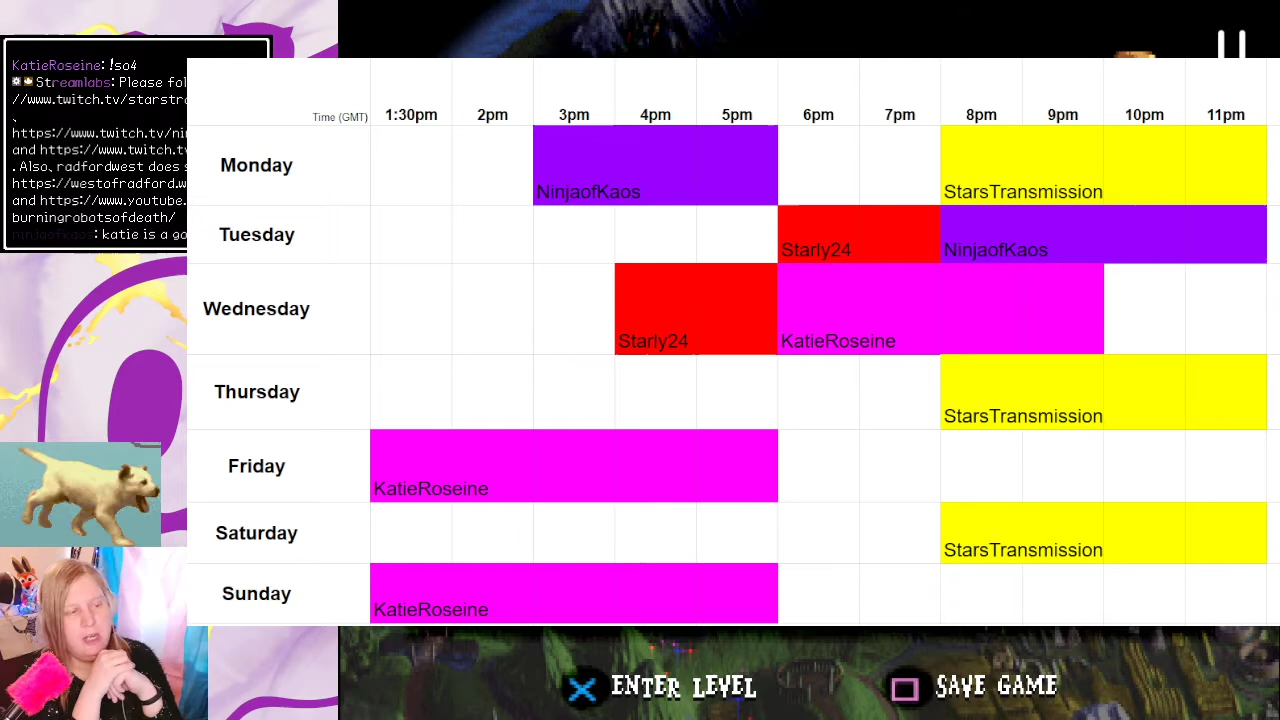 KatieRoseine: !so4
Streamlabs: Please fol
//www.twitch.tv/starstr
、
https://www.twitch.tv/ni
and https://www.twitch.t
. Also、radfordwest does s
https://westofradford.w
and https://www.youtube.
burningrobotsofdeath/
ninjaofkaos: katie is a go
Time (GMT) 1:30pm 2pm 3pm 4pm 5pm 6pm 7pm 8pm 9pm 10pm 11pm
Monday NinjaofKaos StarsTransmission
Tuesday Starly24 NinjaofKaos
Wednesday Starly24 KatieRoseine
Thursday StarsTransmission
Friday KatieRoseine
Saturday StarsTransmission
Sunday KatieRoseine
ENTER LEVEL SAVE GAME